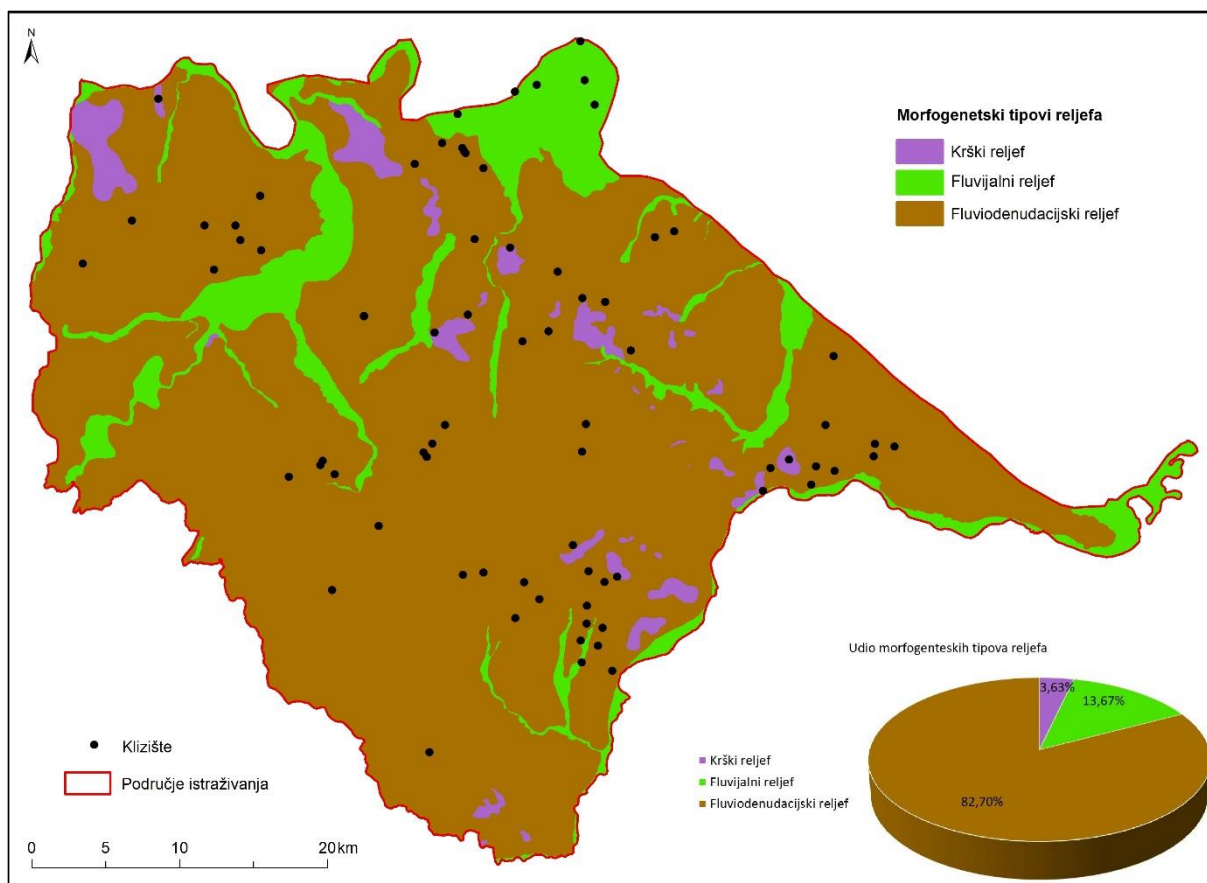 N
Morfogenetski tipovi reljefa
Krški reljef
Fluvijalni reljef
Fluviodenudacijski reljef
Udio morfogenteskih tipova reljefa
3,63%
13,67%
82,70%
Krški reljef
Fluvijalni reljef
Fluviodenudacijski reljef
Klizište
Područje istraživanja
0 5 10 20 km